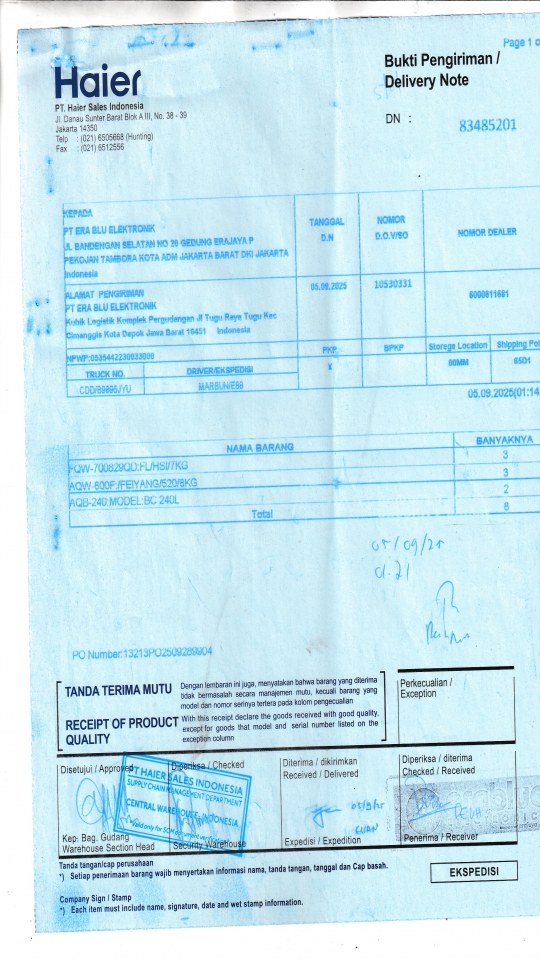 Page 1 o
Haier
Bukti Pengiriman /
Delivery Note
PT. Haier Sales Indonesia
Jl. Danau Sunter Barat Blok A III, No. 38 - 39
Jakarta 14350
Telp : (021) 6505668 (Hunting)
Fax : (021) 6512556
DN : 83485201
KEPADA
PT ERA BLU ELEKTRONIK
JL BANDENGAN SELATAN NO 20 GEDUNG ERAJAYA P
PEKOJAN TAMBORA KOTA ADM JAKARTA BARAT DKI JAKARTA
Indonesia
TANGGAL
D.N
NOMOR
D.O.V/SO
NOMOR DEALER
ALAMAT PENGIRIMAN
PT ERA BLU ELEKTRONIK
Kubik Logistik Komplek Pergudangan Jl Tugu Raya Tugu Kec
Cimanggis Kota Depok Jawa Barat 16451 Indonesia
05.09.2025
10530331
6000611681
NPWP:0835442230033000
PKP
BPKP
Storege Location
Shipping Poi
TRUCK NO.
DRIVER/EKSPEDISI
X
00MM
85D1
MARBUN/E88
05.09.2025(01:14
NAMA BARANG
BANYAKNYA
FQW-700829QD:FL/HSI/7KG 3
AQW-800F:/FEIYANG/520/8KG 3
AQB-240:MODEL:BC 240L 2
Total 8
05/09/25
01.21
PO Number:13213PO2509289904
TANDA TERIMA MUTU
Dengan lembaran ini juga, menyatakan bahwa barang yang diterima
tidak bermasalah secara manajemen mutu, kecuali barang yang
model dan nomor serinya tertera pada kolom pengecualian
RECEIPT OF PRODUCT
QUALITY
With this receipt declare the goods received with good quality,
except for goods that model and serial number listed on the
exception column
Perkecualian /
Exception
Disetujui / Approved
Diperiksa / Checked
Diterima / dikirimkan
Received / Delivered
Diperiksa / diterima
Checked / Received
PT HAIER SALES INDONESIA
SUPPLY CHAIN MANAGEMENT DEPARTMENT
CENTRAL WAREHOUSE INDONESIA
Kep: Bag. Gudang
Warehouse Section Head
Security Warehouse
Expedisi / Expedition
Penerima / Receiver
Tanda tangan/cap perusahaan
*) Setiap penerimaan barang wajib menyertakan informasi nama, tanda tangan, tanggal dan Cap basah.
EKSPEDISI
Company Sign / Stamp
*) Each item must include name, signature, date and wet stamp information.